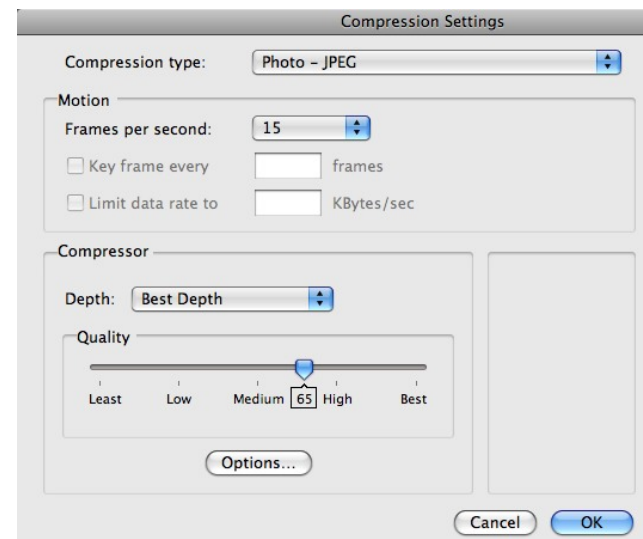 Compression Settings
Compression type: Photo – JPEG
Motion
Frames per second: 15
Key frame every frames
Limit data rate to KBytes/sec
Compressor
Depth: Best Depth
Quality
Least Low Medium 65 High Best
Options...
Cancel OK